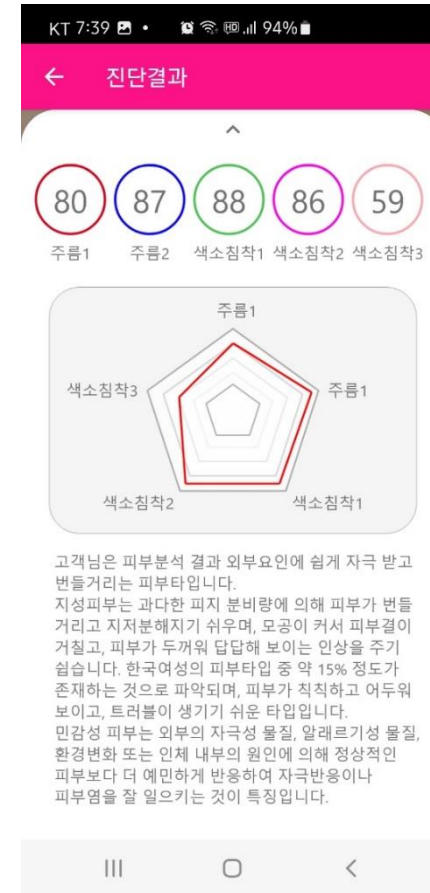 KT 7:39 HD 94%
진단결과
80 87 88 86 59
주름1 주름2 색소침착1 색소침착2 색소침착3
주름1
색소침착3 주름1
색소침착2 색소침착1
고객님은 피부분석 결과 외부요인에 쉽게 자극 받고
번들거리는 피부타입니다.
지성피부는 과다한 피지 분비량에 의해 피부가 번들
거리고 지저분해지기 쉬우며, 모공이 커서 피부결이
거칠고, 피부가 두꺼워 답답해 보이는 인상을 주기
쉽습니다. 한국여성의 피부타입 중 약 15% 정도가
존재하는 것으로 파악되며, 피부가 칙칙하고 어두워
보이고, 트러블이 생기기 쉬운 타입입니다.
민감성 피부는 외부의 자극성 물질, 알래르기성 물질,
환경변화 또는 인체 내부의 원인에 의해 정상적인
피부보다 더 예민하게 반응하여 자극반응이나
피부염을 잘 일으키는 것이 특징입니다.